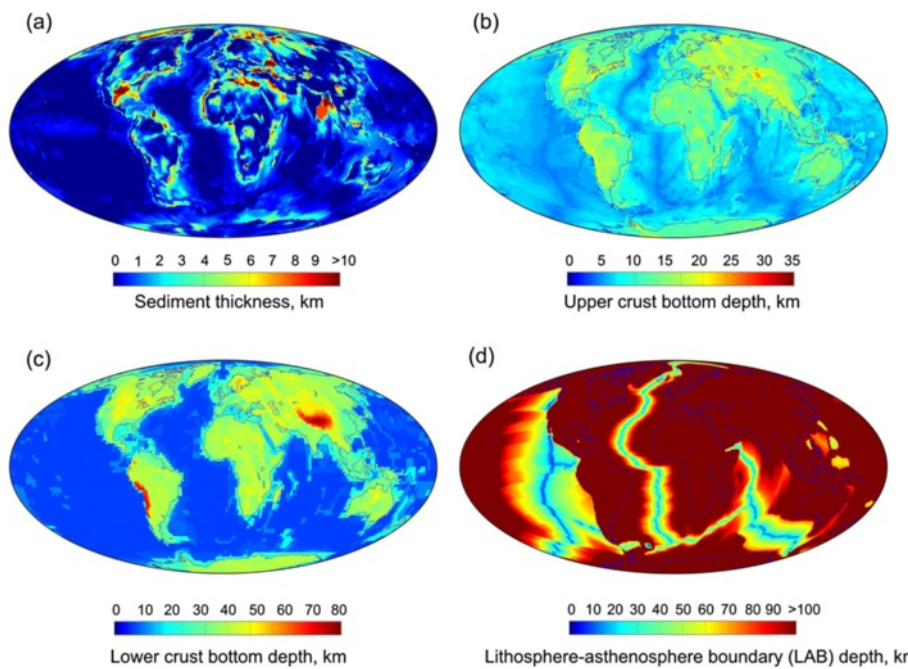 (a)
(b)
0 1 2 3 4 5 6 7 8 9 >10
Sediment thickness, km
0 5 10 15 20 25 30 35
Upper crust bottom depth, km
(c)
(d)
0 10 20 30 40 50 60 70 80
Lower crust bottom depth, km
0 10 20 30 40 50 60 70 80 90 >100
Lithosphere-asthenosphere boundary (LAB) depth, km